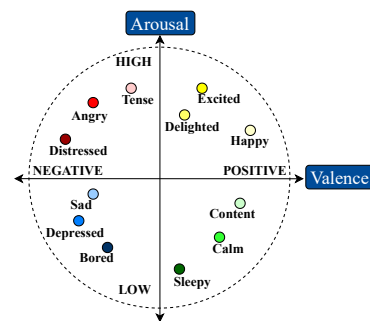 Arousal
HIGH
Tense
Excited
Angry
Delighted
Happy
Distressed
NEGATIVE
POSITIVE
Valence
Sad
Content
Depressed
Calm
Bored
Sleepy
LOW